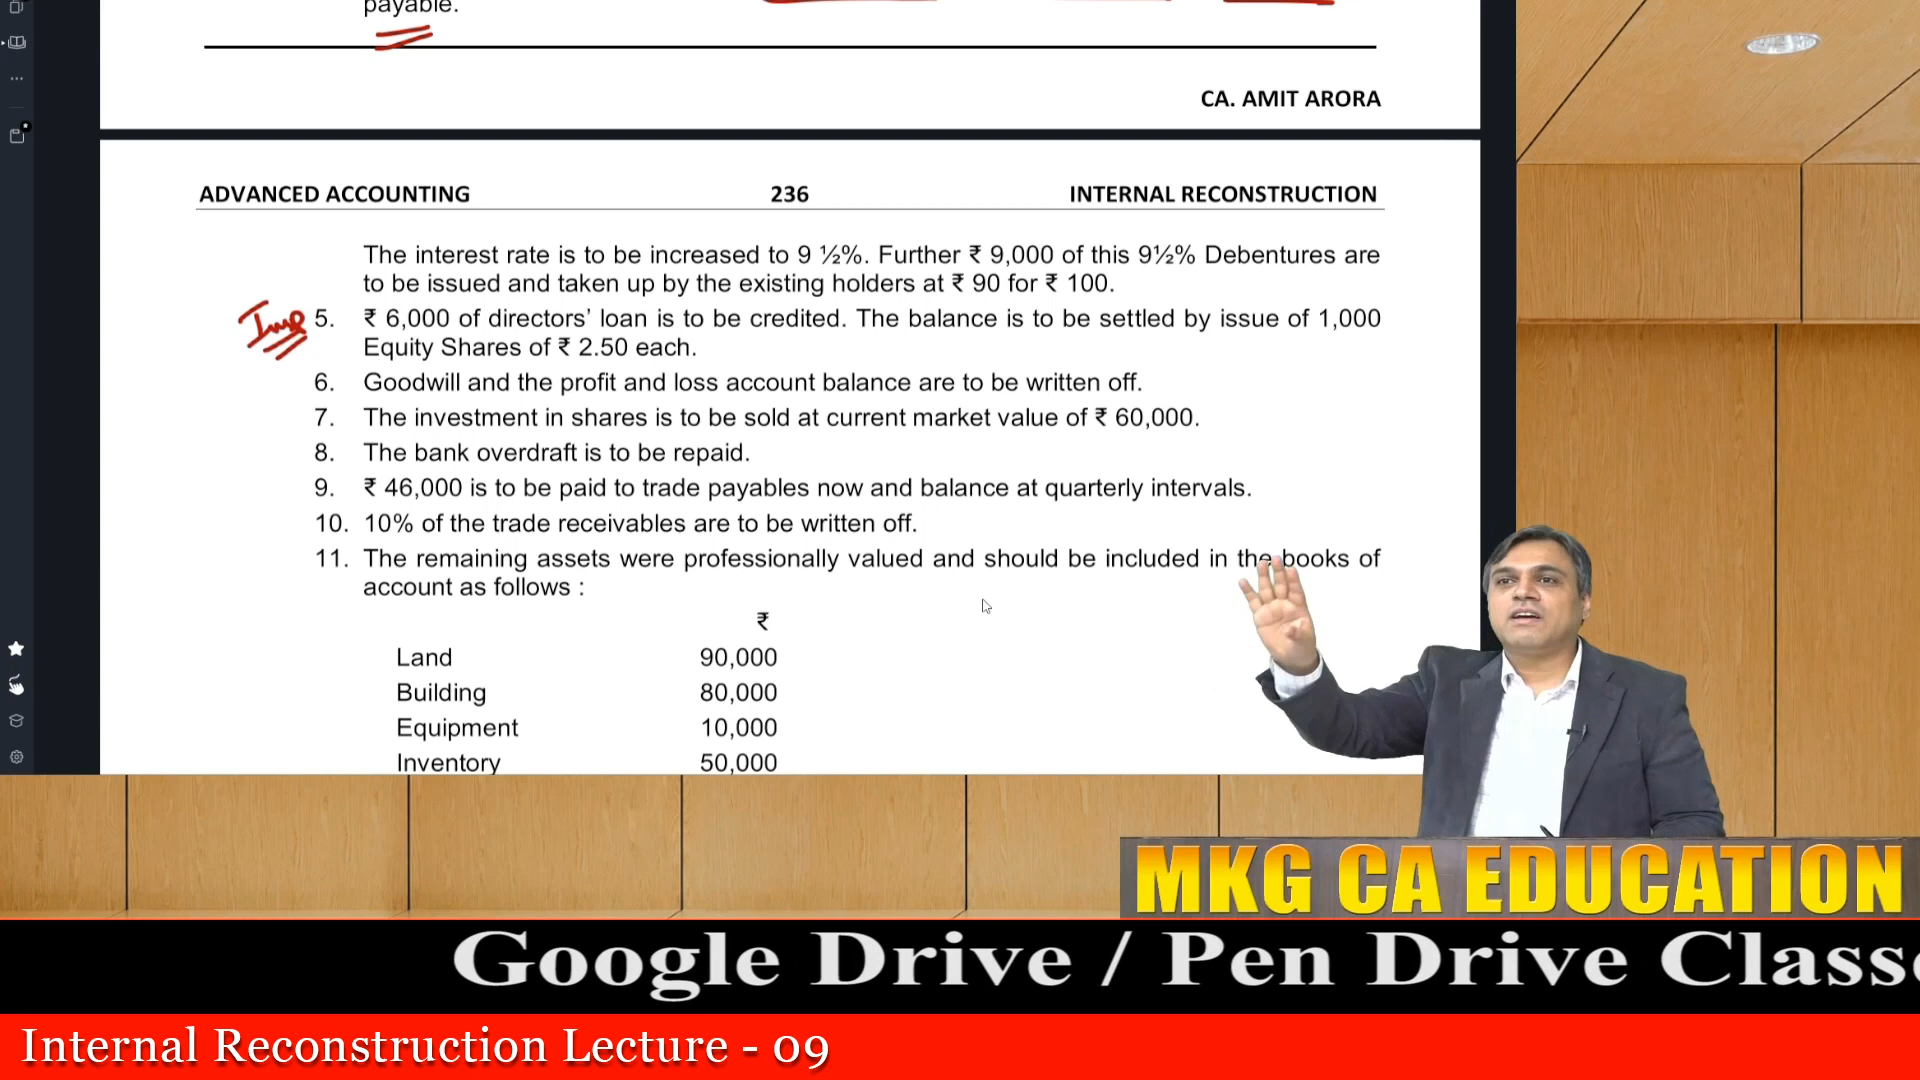 payable.
CA. AMIT ARORA
ADVANCED ACCOUNTING 236 INTERNAL RECONSTRUCTION
The interest rate is to be increased to 9 ½%. Further ₹ 9,000 of this 9½% Debentures are
to be issued and taken up by the existing holders at ₹ 90 for ₹ 100.
Imp 5. ₹ 6,000 of directors’ loan is to be credited. The balance is to be settled by issue of 1,000
Equity Shares of ₹ 2.50 each.
6. Goodwill and the profit and loss account balance are to be written off.
7. The investment in shares is to be sold at current market value of ₹ 60,000.
8. The bank overdraft is to be repaid.
9. ₹ 46,000 is to be paid to trade payables now and balance at quarterly intervals.
10. 10% of the trade receivables are to be written off.
11. The remaining assets were professionally valued and should be included in the books of
account as follows :
₹
Land 90,000
Building 80,000
Equipment 10,000
Inventory 50,000
MKG CA EDUCATION
Google Drive / Pen Drive Classe
Internal Reconstruction Lecture - 09